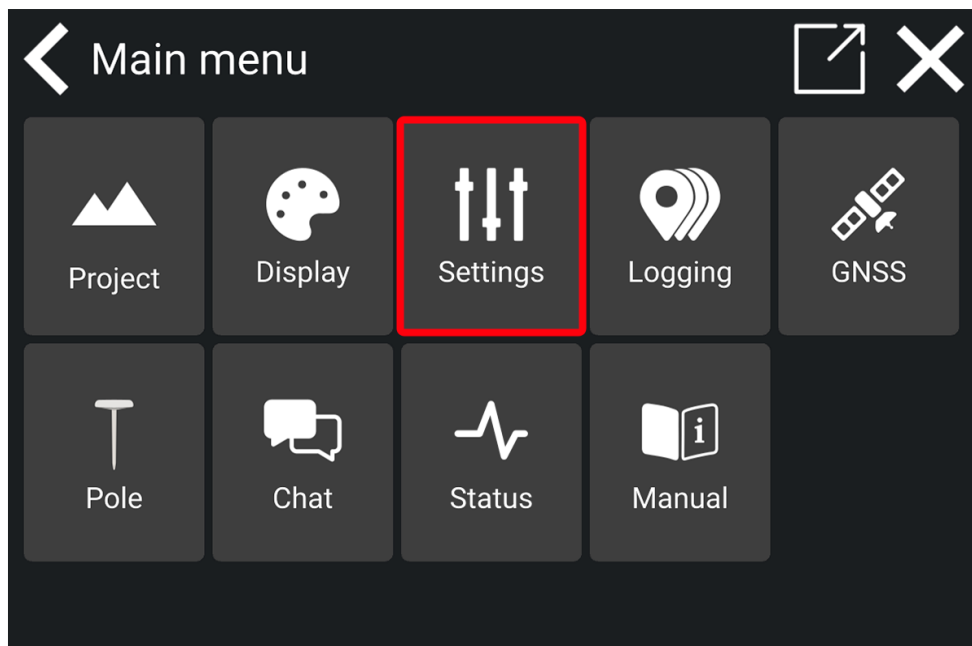 Main menu
Project
Display
Settings
Logging
GNSS
Pole
Chat
Status
Manual